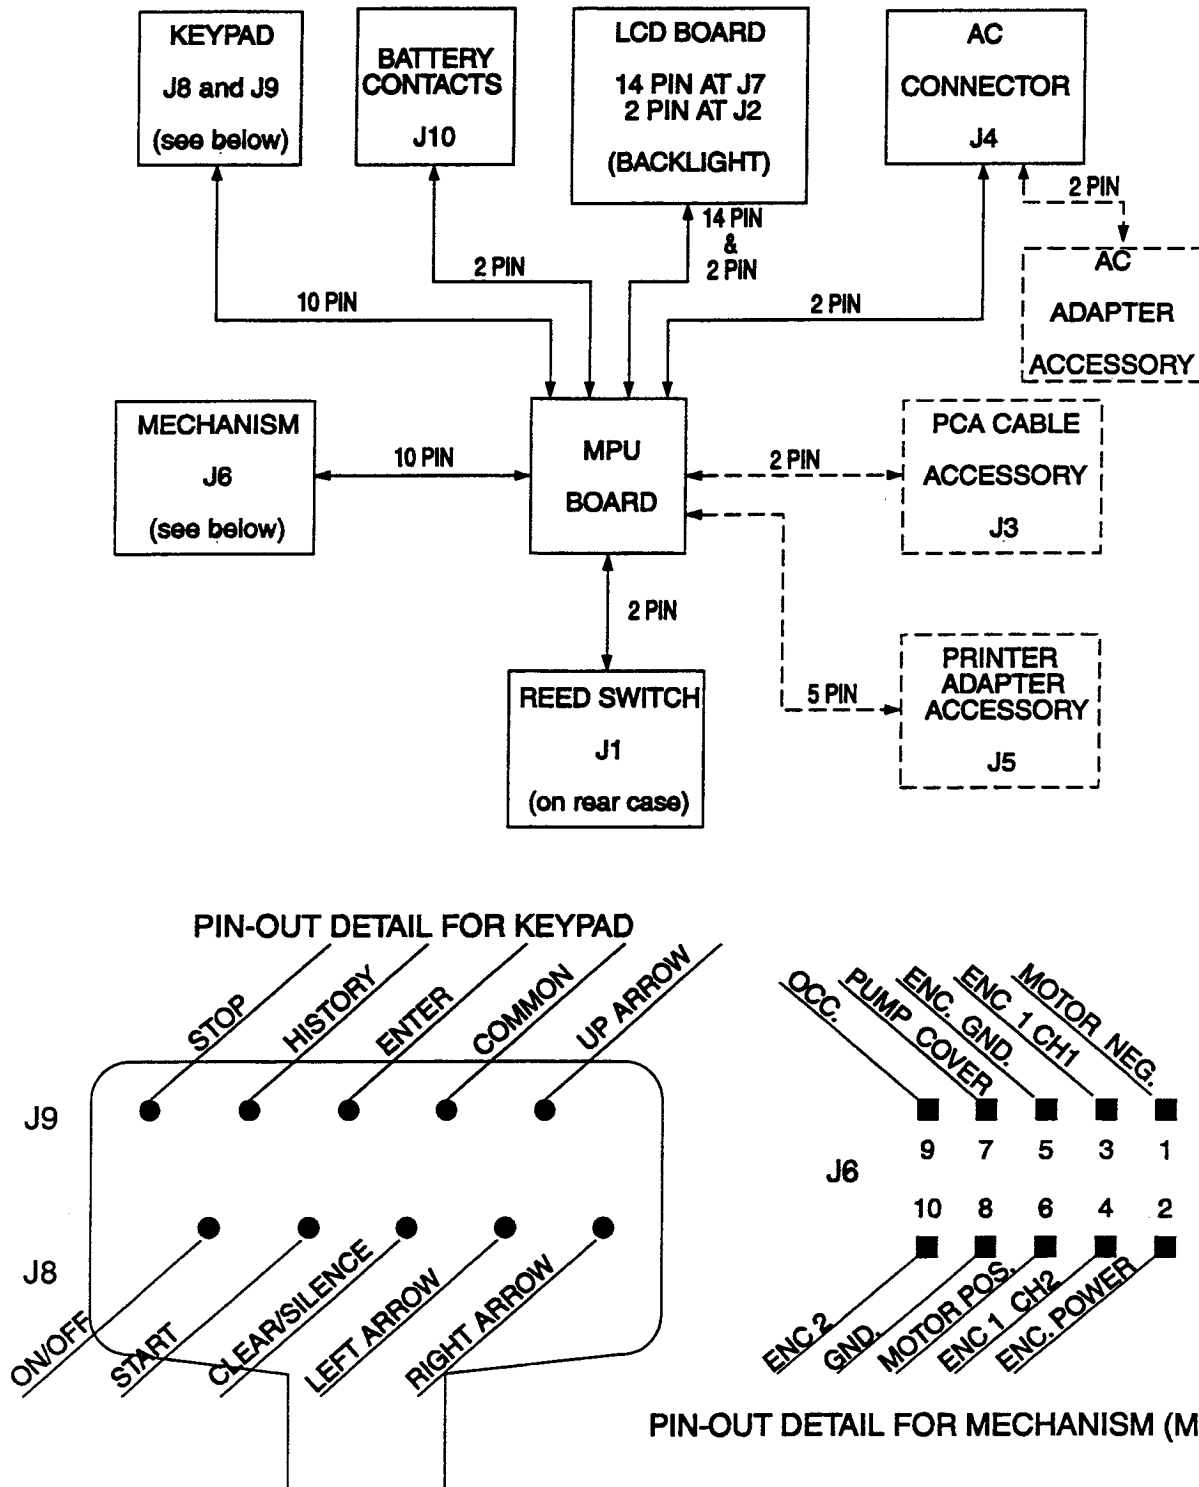 KEYPAD
J8 and J9
(see below)
BATTERY
CONTACTS
J10
LCD BOARD
14 PIN AT J7
2 PIN AT J2
(BACKLIGHT)
AC
CONNECTOR
J4
2 PIN
14 PIN
&
2 PIN
2 PIN
10 PIN
2 PIN
AC
ADAPTER
ACCESSORY
MECHANISM
J6
(see below)
10 PIN
MPU
BOARD
2 PIN
PCA CABLE
ACCESSORY
J3
2 PIN
REED SWITCH
J1
(on rear case)
5 PIN
PRINTER
ADAPTER
ACCESSORY
J5
PIN-OUT DETAIL FOR KEYPAD
STOP
HISTORY
ENTER
COMMON
UP ARROW
J9
J8
ON/OFF
START
CLEAR/SILENCE
LEFT ARROW
RIGHT ARROW
OCC.
PUMP COVER
ENC. GND.
ENC 1 CH1
MOTOR NEG.
9 7 5 3 1
J6
10 8 6 4 2
ENC 2
GND.
MOTOR POS.
ENC 1 CH2
ENC. POWER
PIN-OUT DETAIL FOR MECHANISM (M